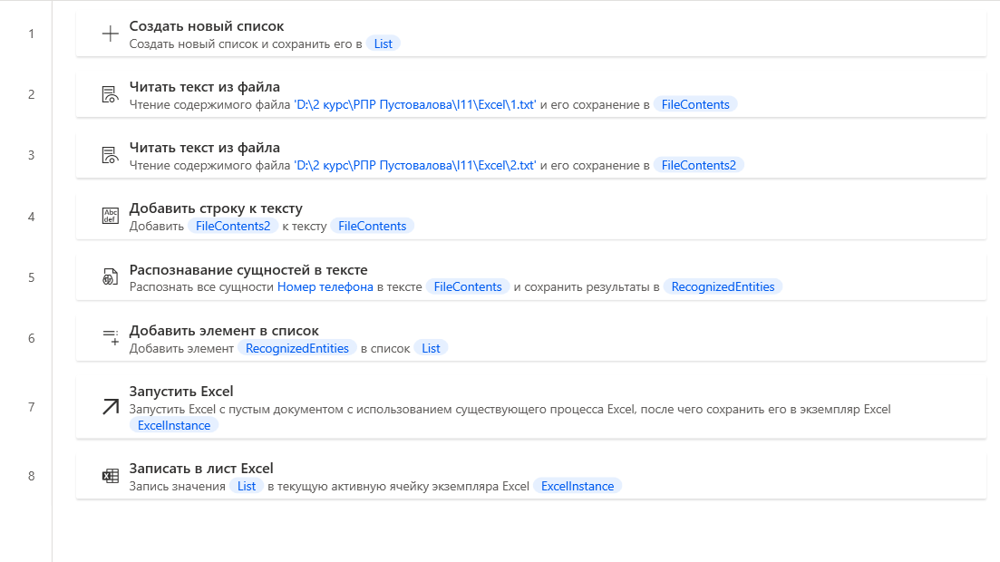 1
Создать новый список
Создать новый список и сохранить его в List
2
Читать текст из файла
Чтение содержимого файла 'D:\2 курс\РПР Пустовалова\I11\Excel\1.txt' и его сохранение в FileContents
3
Читать текст из файла
Чтение содержимого файла 'D:\2 курс\РПР Пустовалова\I11\Excel\2.txt' и его сохранение в FileContents2
4
Abc
def
Добавить строку к тексту
Добавить FileContents2 к тексту FileContents
5
Распознавание сущностей в тексте
Распознать все сущности Номер телефона в тексте FileContents и сохранить результаты в RecognizedEntities
6
Добавить элемент в список
Добавить элемент RecognizedEntities в список List
7
Запустить Excel
Запустить Excel с пустым документом с использованием существующего процесса Excel, после чего сохранить его в экземпляр Excel
ExcelInstance
8
Записать в лист Excel
Запись значения List в текущую активную ячейку экземпляра Excel ExcelInstance